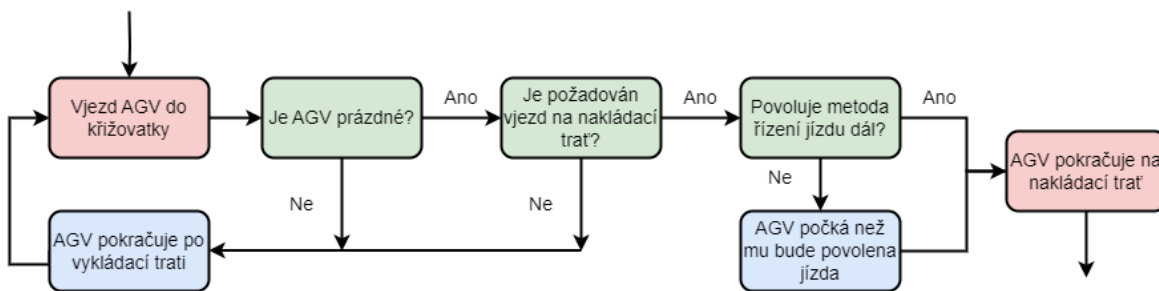 Vjezd AGV do
křižovatky
Je AGV prázdné?
Ano
Je požadován
vjezd na nakládací
trať?
Ano
Povoluje metoda
řízení jízdu dál?
Ano
AGV pokračuje na
nakládací trať
Ne
Ne
Ne
AGV pokračuje po
vykládací trati
AGV počká než
mu bude povolena
jízda